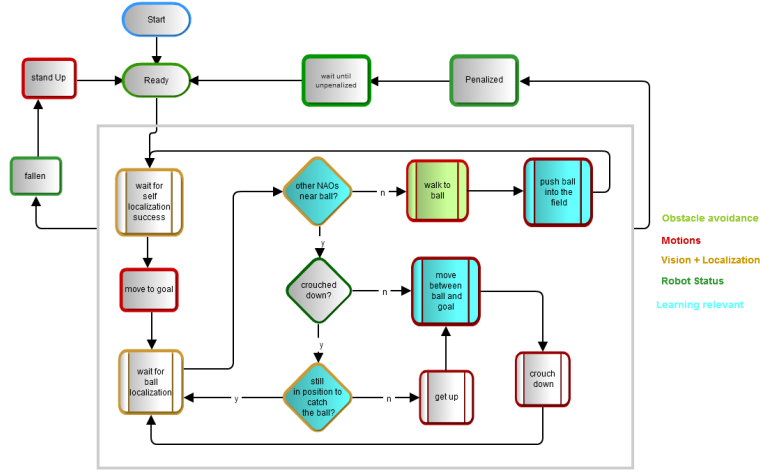 Start
stand Up
Ready
wait until
unpenalized
Penalized
fallen
wait for
self
localization
success
other NAOs
near ball?
n
walk to
ball
push ball
into the
field
y
Obstacle avoidance
Motions
Vision + Localization
Robot Status
Learning relevant
move to goal
crouched
down?
n
move
between
ball and
goal
y
wait for
ball
localization
y
still
in position to
catch
the ball?
n
get up
crouch
down